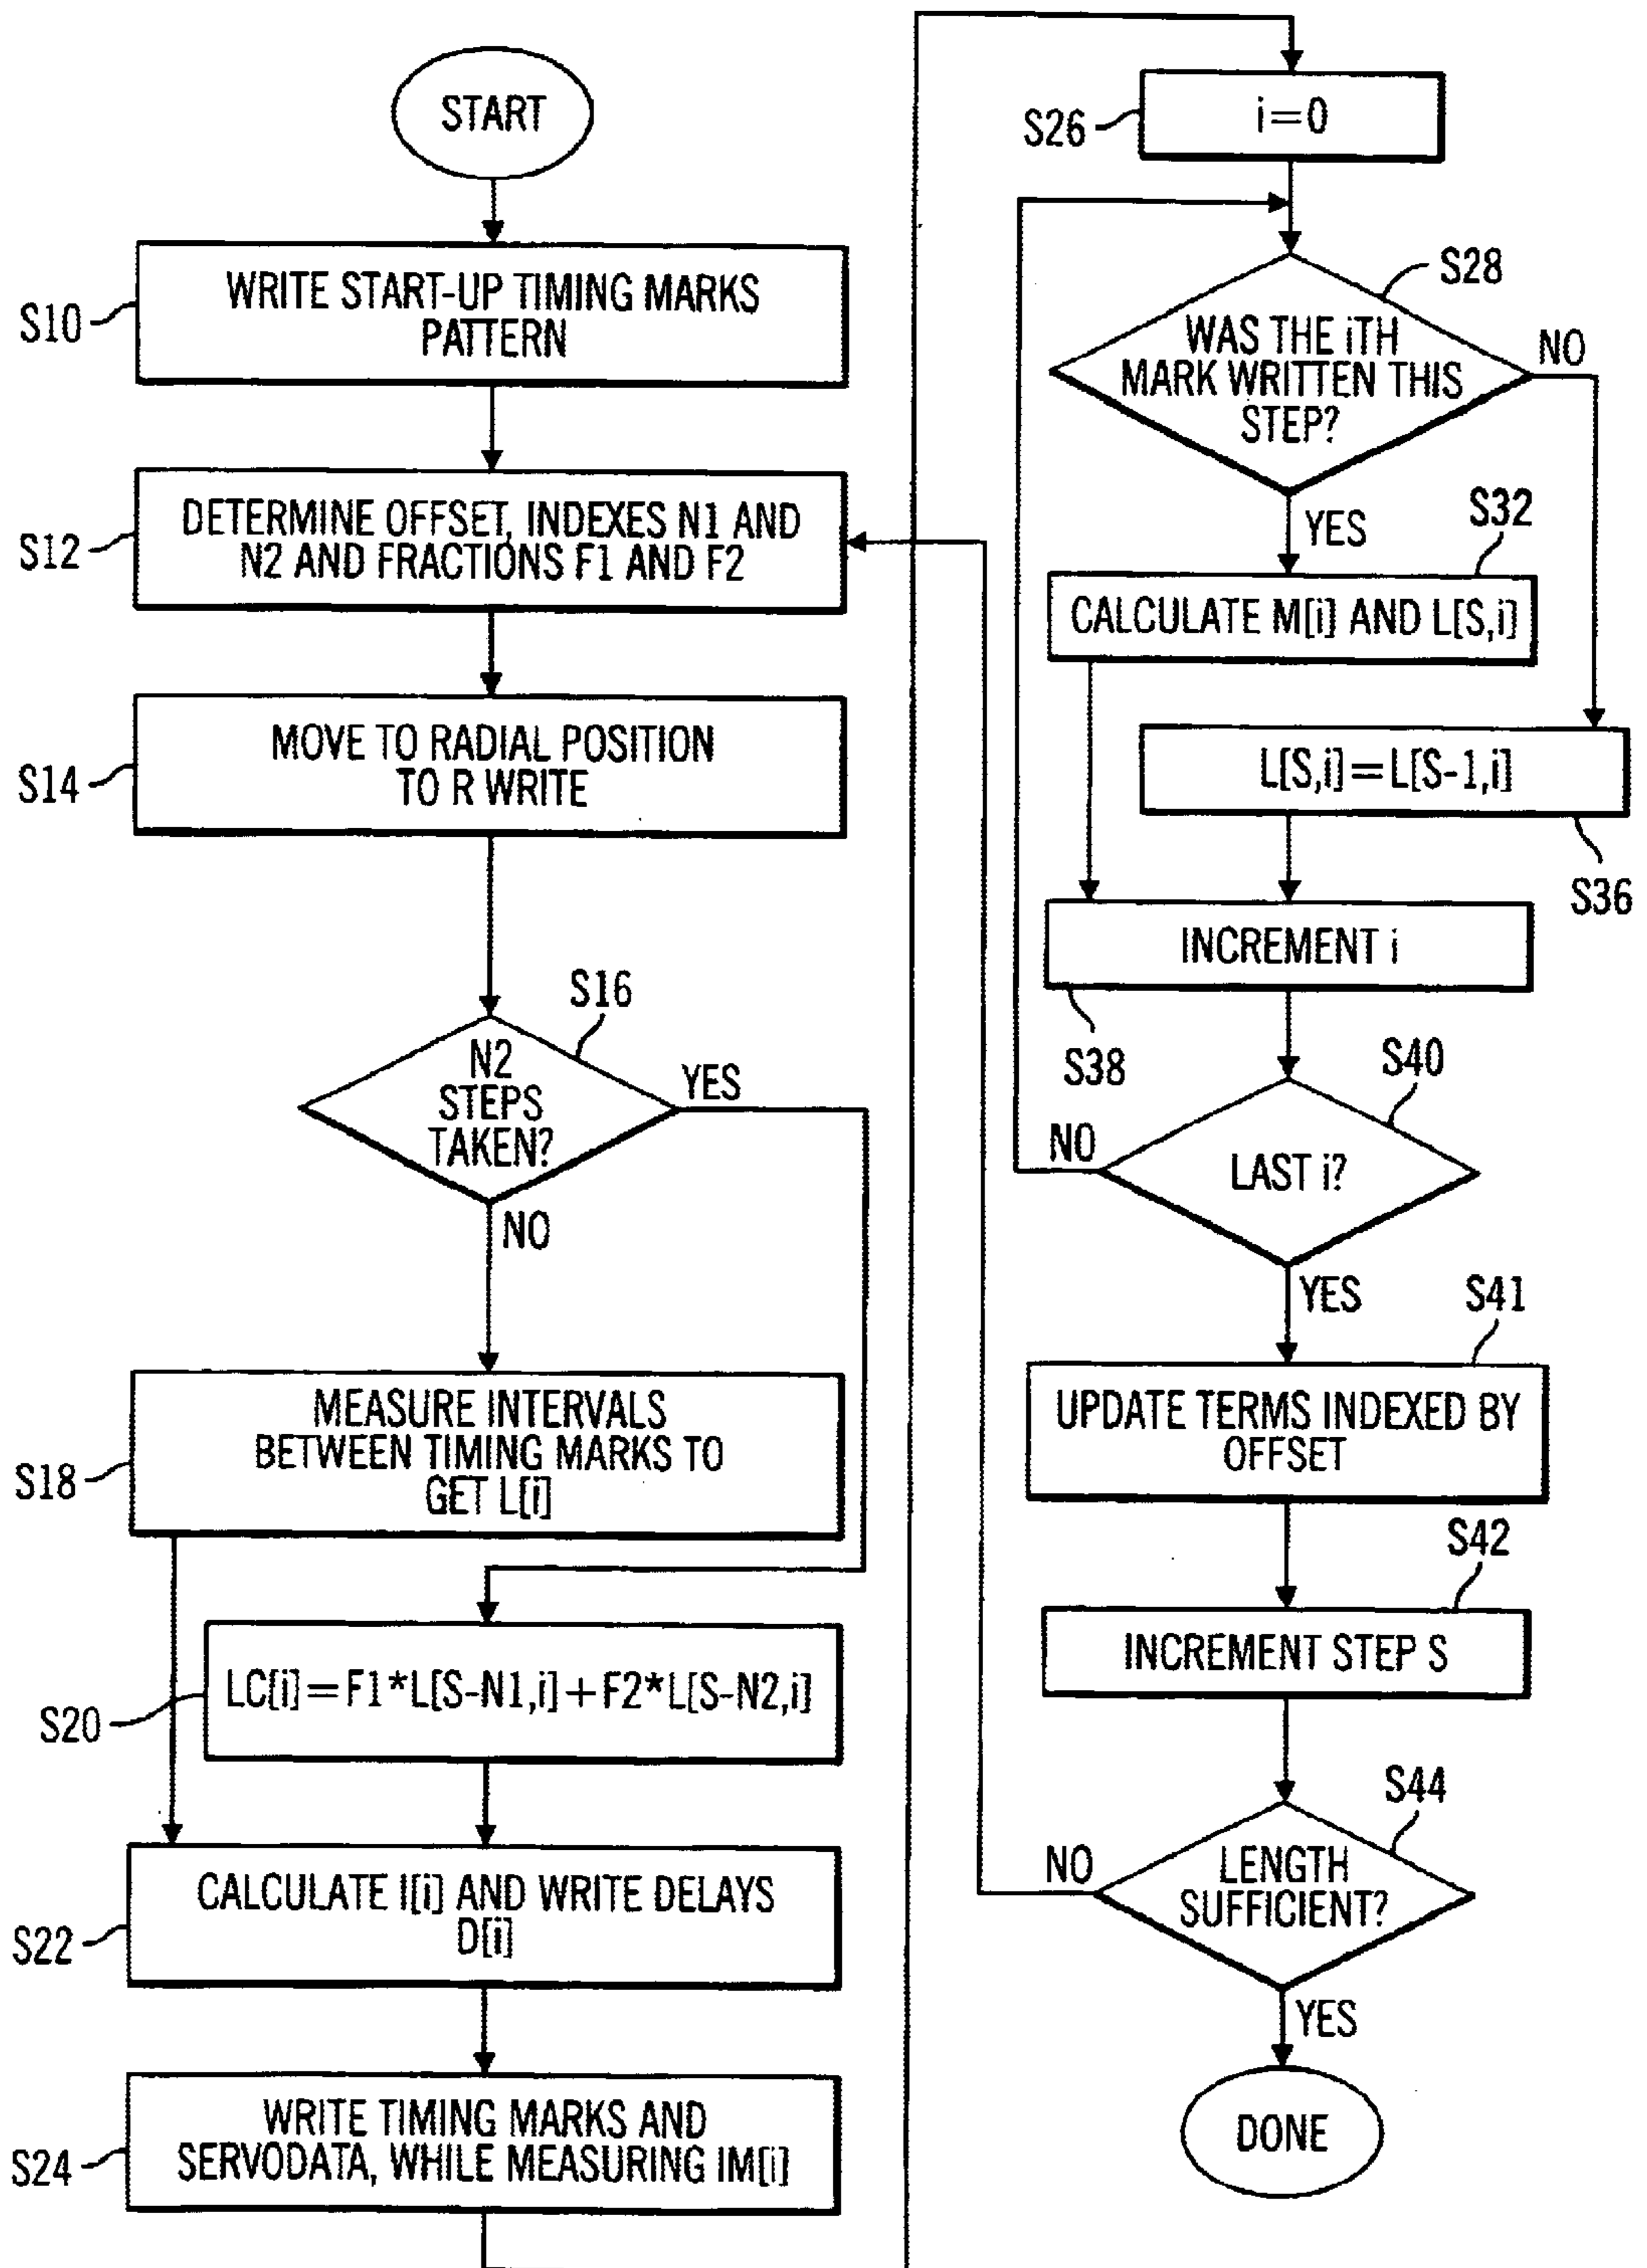 START
S10
WRITE START-UP TIMING MARKS
PATTERN
S12
DETERMINE OFFSET, INDEXES N1 AND
N2 AND FRACTIONS F1 AND F2
S14
MOVE TO RADIAL POSITION
TO R WRITE
S16
N2
STEPS
TAKEN?
YES
NO
S18
MEASURE INTERVALS
BETWEEN TIMING MARKS TO
GET L[i]
S20
LC[i]=F1*L[S-N1,i]+F2*L[S-N2,i]
S22
CALCULATE I[i] AND WRITE DELAYS
D[i]
S24
WRITE TIMING MARKS AND
SERVODATA, WHILE MEASURING IM[i]
S26
i=0
S28
WAS THE iTH
MARK WRITTEN THIS
STEP?
NO
YES
S32
CALCULATE M[i] AND L[S,i]
L[S,i]=L[S-1,i]
S36
INCREMENT i
S38
S40
LAST i?
NO
YES
S41
UPDATE TERMS INDEXED BY
OFFSET
S42
INCREMENT STEP S
S44
LENGTH
SUFFICIENT?
NO
YES
DONE